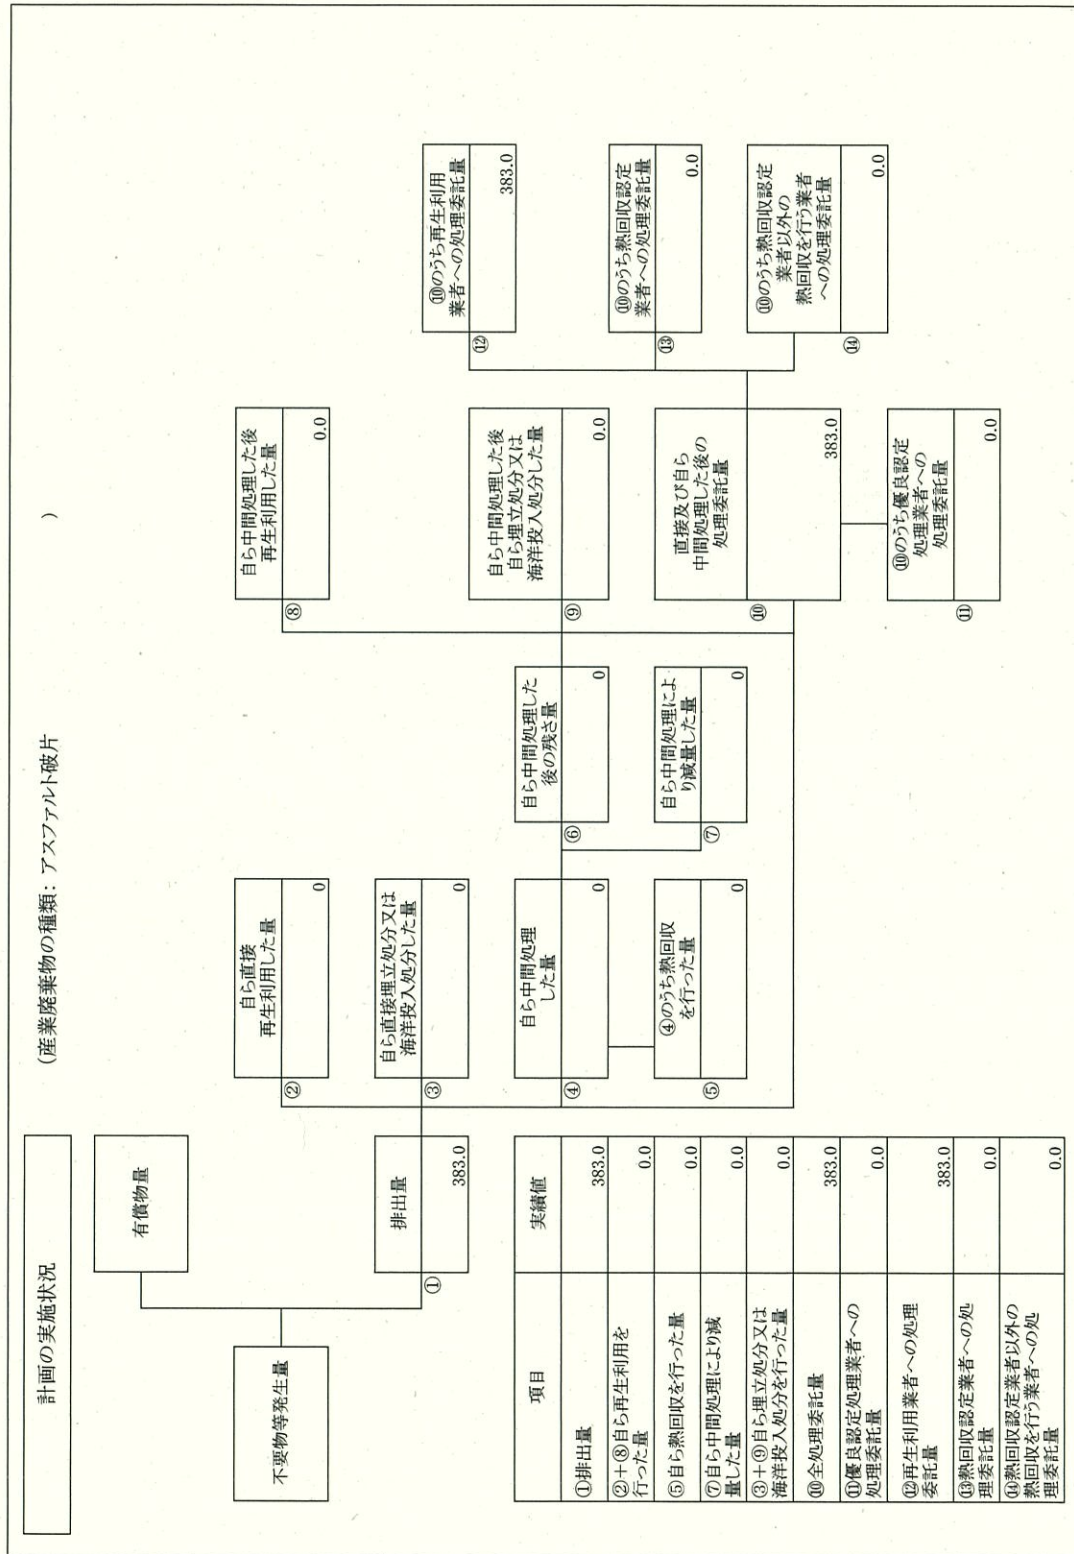 計画の実施状況
(産業廃棄物の種類: アスファルト破片
)
不要物等発生量
有償物量
排出量
①
383.0
自ら直接
再生利用した量
②
0
自ら直接埋立処分又は
海洋投入処分した量
③
0
自ら中間処理
した量
④
0
④のうち熱回収
を行った量
⑤
0
自ら中間処理した
後の残さ量
⑥
0
自ら中間処理によ
り減量した量
⑦
0
自ら中間処理した後
再生利用した量
⑧
0.0
自ら中間処理した後
自ら埋立処分又は
海洋投入処分した量
⑨
0.0
直接及び自ら
中間処理した後の
処理委託量
⑩
383.0
⑩のうち優良認定
処理業者への
処理委託量
⑪
0.0
⑩のうち再生利用
業者への処理委託量
⑫
383.0
⑩のうち熱回収認定
業者への処理委託量
⑬
0.0
⑩のうち熱回収認定
業者以外の
熱回収を行う業者
への処理委託量
⑭
0.0
項目 実績値
①排出量 383.0
②+⑧自ら再生利用を
行った量 0.0
⑤自ら熱回収を行った量 0.0
⑦自ら中間処理により減
量した量 0.0
③+⑨自ら埋立処分又は
海洋投入処分を行った量 0.0
⑩全処理委託量 383.0
⑪優良認定処理業者への
処理委託量 0.0
⑫再生利用業者への処理
委託量 383.0
⑬熱回収認定業者への処
理委託量 0.0
⑭熱回収認定業者以外の
熱回収を行う業者への処
理委託量 0.0